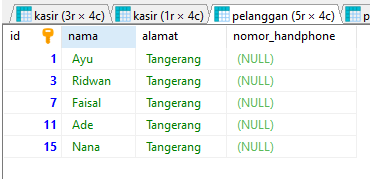 kasir (3r × 4c) kasir (1r × 4c) pelanggan (5r × 4c) p
id nama alamat nomor_handphone
1 Ayu Tangerang (NULL)
3 Ridwan Tangerang (NULL)
7 Faisal Tangerang (NULL)
11 Ade Tangerang (NULL)
15 Nana Tangerang (NULL)